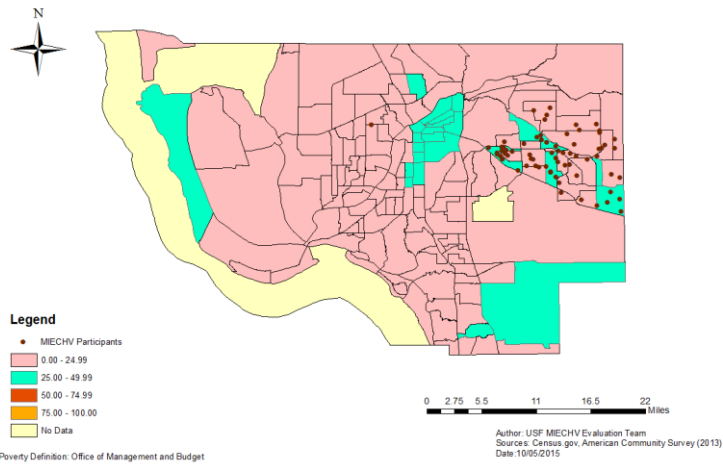 N
Legend
MIECHV Participants
0.00 - 24.99
25.00 - 49.99
50.00 - 74.99
75.00 - 100.00
No Data
0 2.75 5.5 11 16.5 22
Miles
Poverty Definition: Office of Management and Budget
Author: USF MIECHV Evaluation Team
Sources: Census.gov, American Community Survey (2013)
Date:10/05/2015